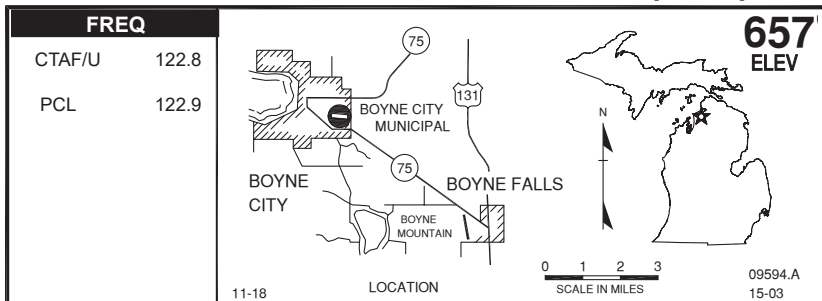 FREQ
CTAF/U 122.8
PCL 122.9
75
131
BOYNE CITY
MUNICIPAL
75
BOYNE
CITY
BOYNE FALLS
BOYNE
MOUNTAIN
11-18
LOCATION
657'
ELEV
N
0 1 2 3
SCALE IN MILES
09594.A
15-03